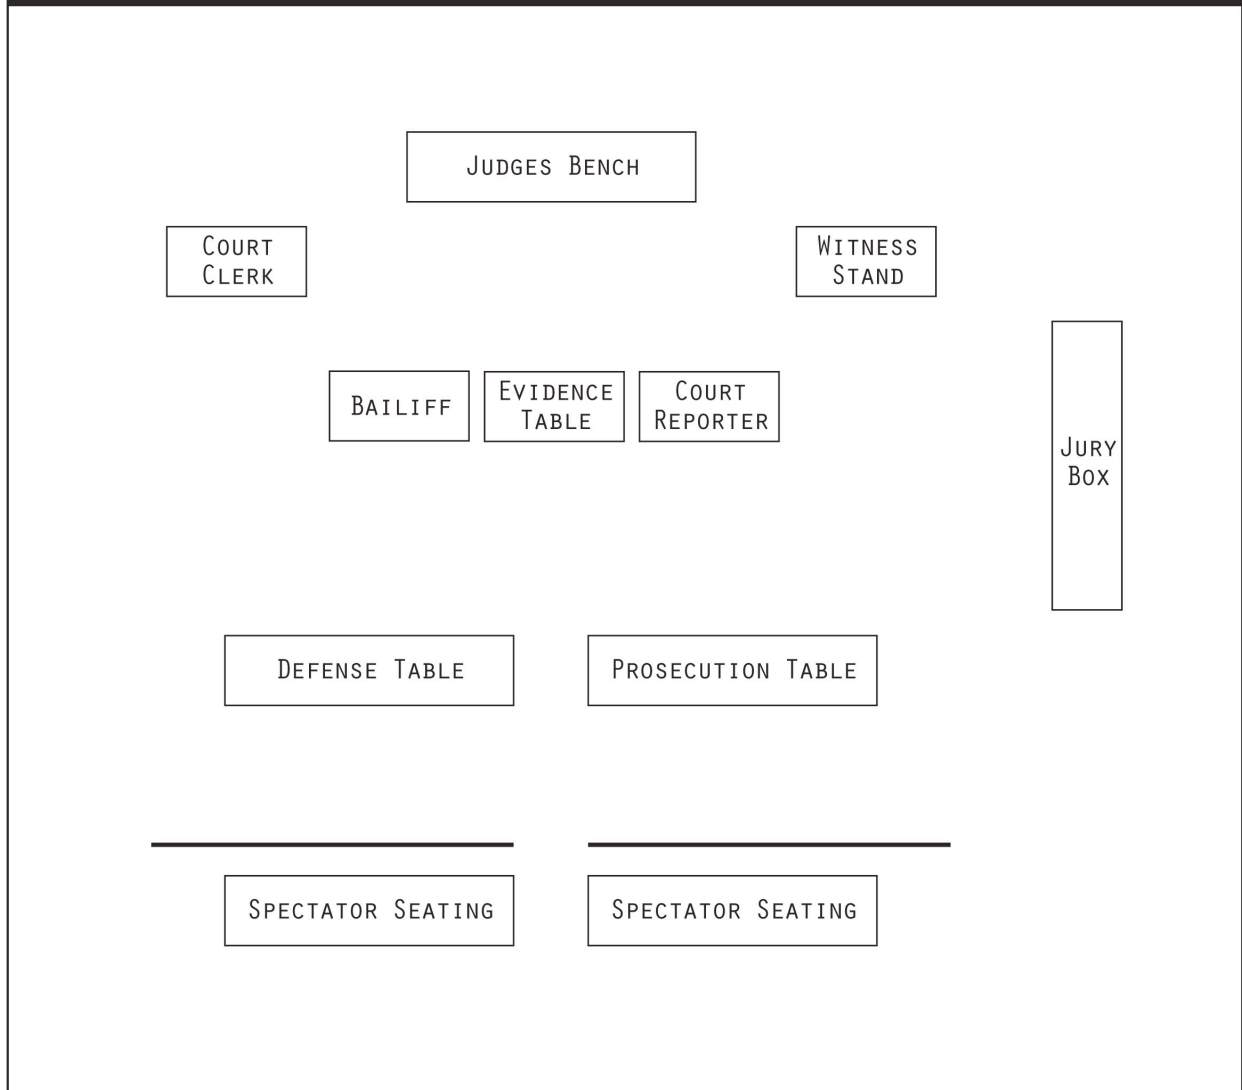 Judges Bench
Court
Clerk
Witness
Stand
Bailiff
Evidence
Table
Court
Reporter
Jury
Box
Defense Table
Prosecution Table
Spectator Seating
Spectator Seating